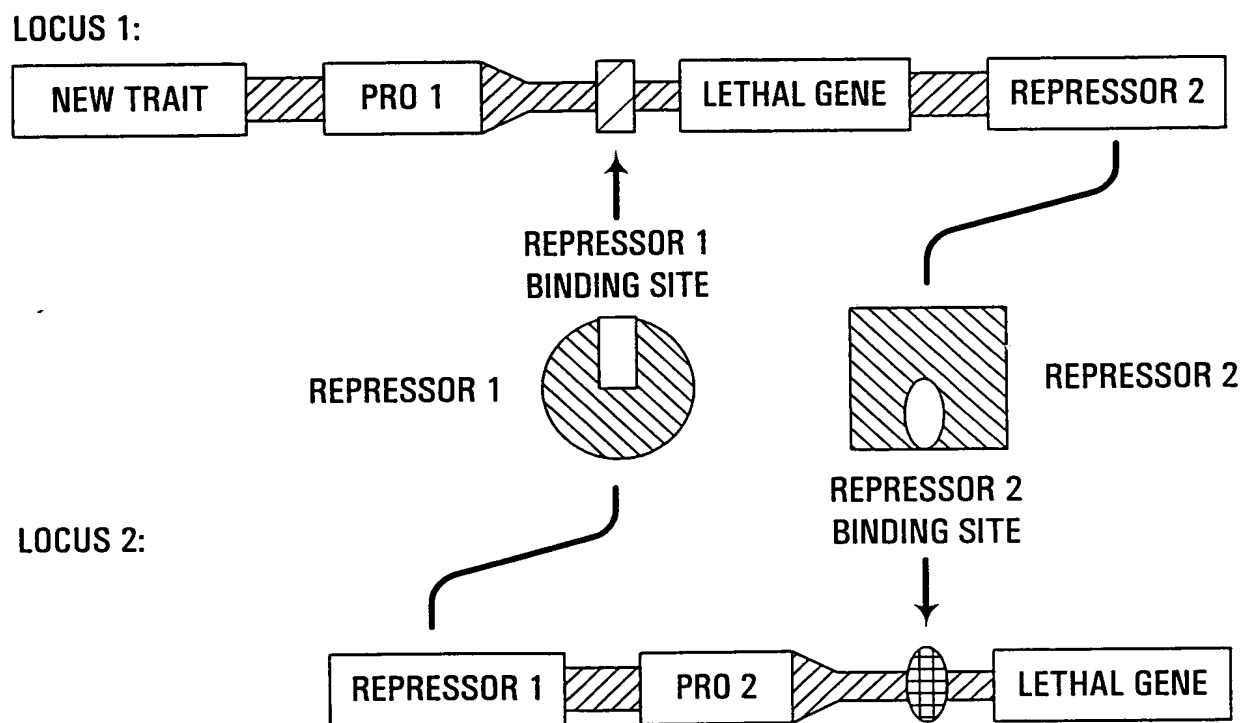 LOCUS 1:
NEW TRAIT PRO 1 LETHAL GENE REPRESSOR 2
REPRESSOR 1
BINDING SITE
REPRESSOR 1
REPRESSOR 2
REPRESSOR 2
BINDING SITE
LOCUS 2:
REPRESSOR 1 PRO 2 LETHAL GENE